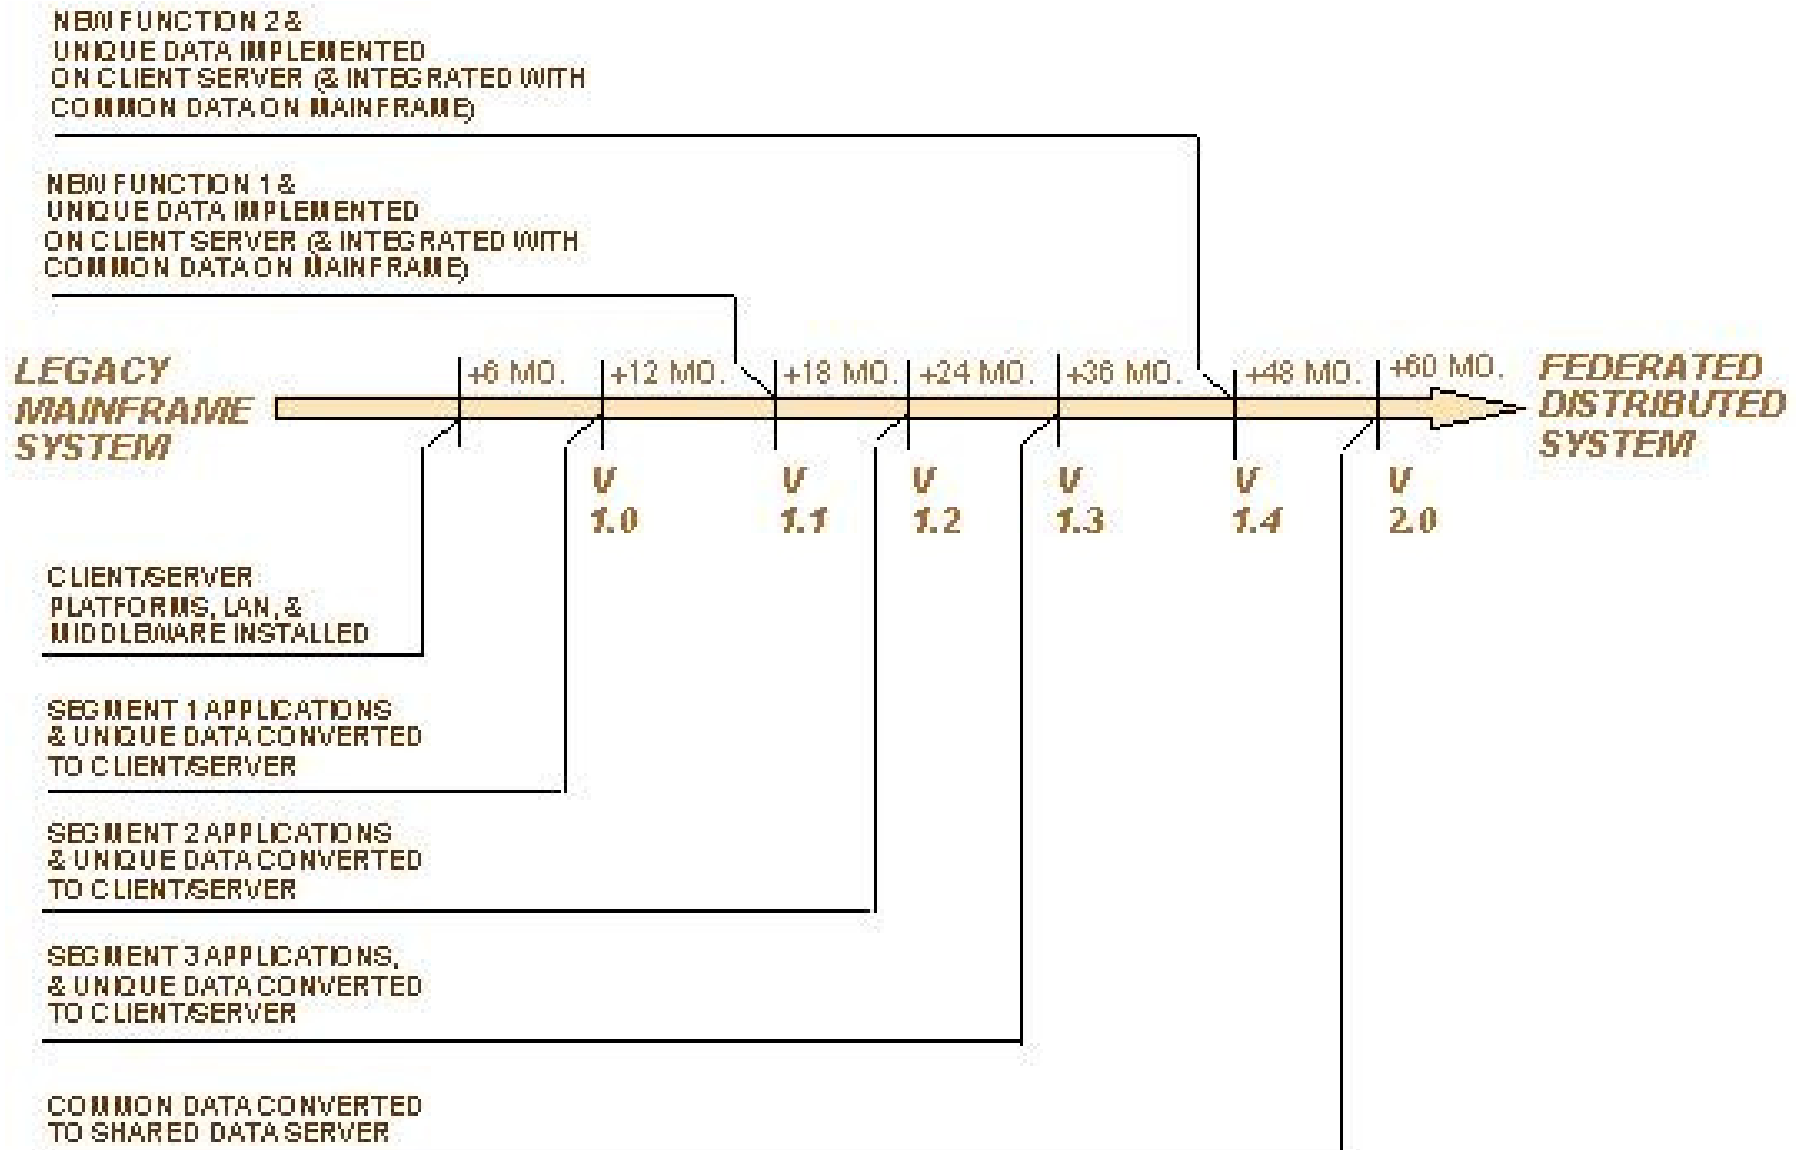 NEW FUNCTION 2 &
UNIQUE DATA IMPLEMENTED
ON CLIENT SERVER (& INTEGRATED WITH
COMMON DATA ON MAINFRAME)
NEW FUNCTION 1 &
UNIQUE DATA IMPLEMENTED
ON CLIENT SERVER (& INTEGRATED WITH
COMMON DATA ON MAINFRAME)
LEGACY
MAINFRAME
SYSTEM
+6 MO.
+12 MO.
+18 MO.
+24 MO.
+36 MO.
+48 MO.
+60 MO.
FEDERATED
DISTRIBUTED
SYSTEM
V
1.0
V
1.1
V
1.2
V
1.3
V
1.4
V
2.0
CLIENT/SERVER
PLATFORMS, LAN, &
MIDDLEWARE INSTALLED
SEGMENT 1 APPLICATIONS
& UNIQUE DATA CONVERTED
TO CLIENT/SERVER
SEGMENT 2 APPLICATIONS
& UNIQUE DATA CONVERTED
TO CLIENT/SERVER
SEGMENT 3 APPLICATIONS,
& UNIQUE DATA CONVERTED
TO CLIENT/SERVER
COMMON DATA CONVERTED
TO SHARED DATA SERVER